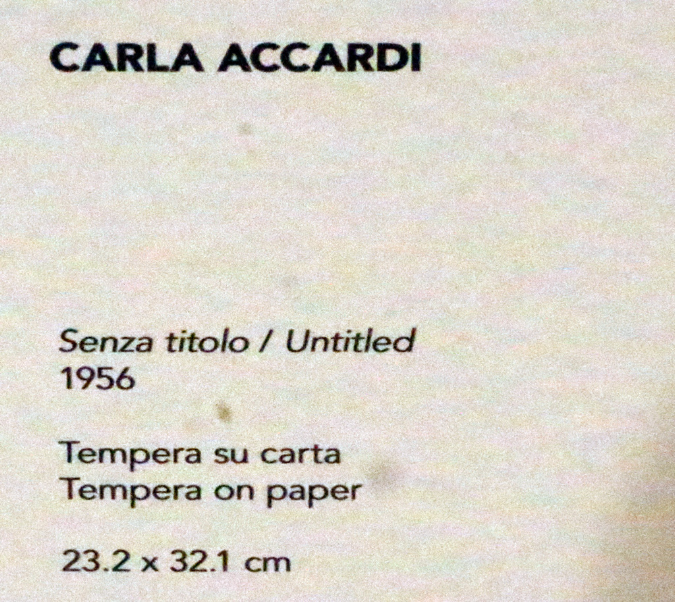 CARLA ACCARDI
Senza titolo / Untitled
1956
Tempera su carta
Tempera on paper
23.2 x 32.1 cm